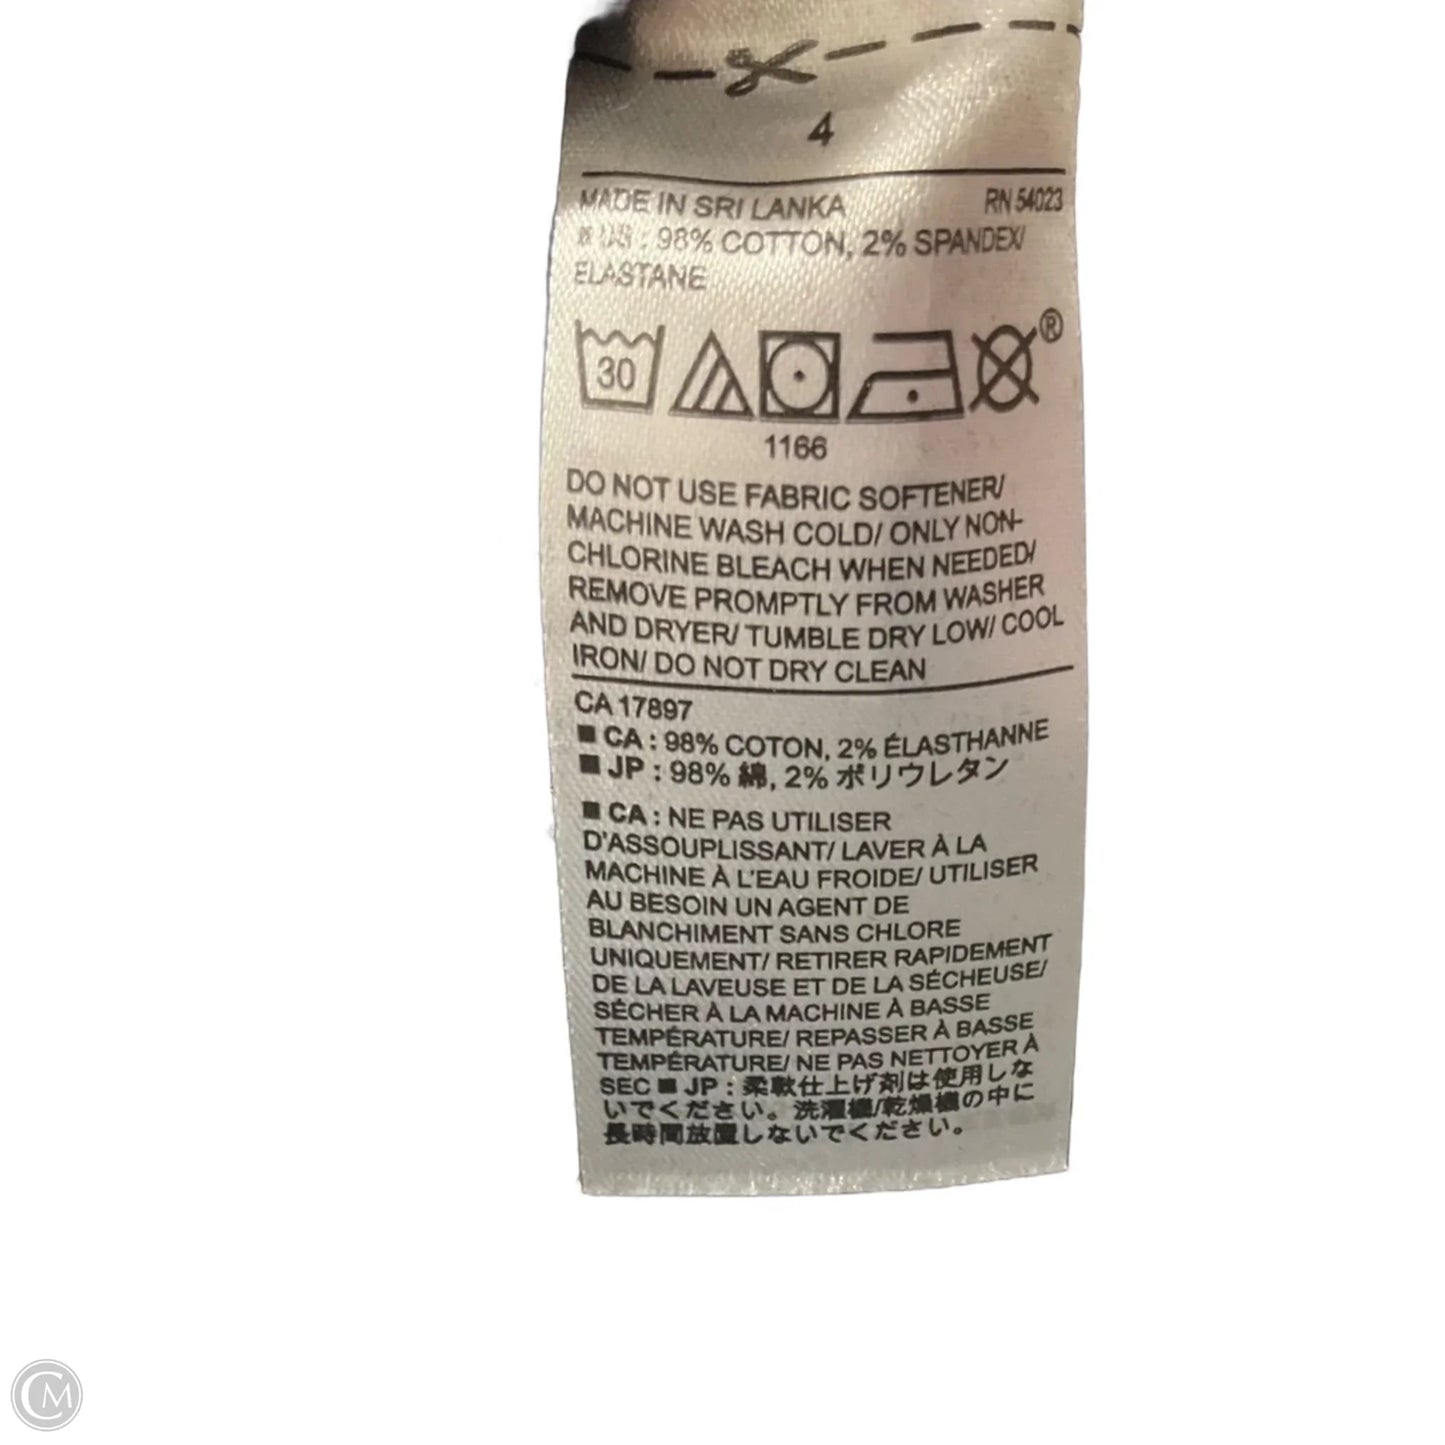 4
MADE IN SRI LANKA RN 54023
US : 98% COTTON, 2% SPANDEX/
ELASTANE
30
®
1166
DO NOT USE FABRIC SOFTENER/
MACHINE WASH COLD/ ONLY NON-
CHLORINE BLEACH WHEN NEEDED/
REMOVE PROMPTLY FROM WASHER
AND DRYER/ TUMBLE DRY LOW/ COOL
IRON/ DO NOT DRY CLEAN
CA 17897
■ CA : 98% COTON, 2% ÉLASTHANNE
■ JP : 98% 綿, 2% ポリウレタン
■ CA : NE PAS UTILISER
D'ASSOUPLISSANT/ LAVER À LA
MACHINE À L'EAU FROIDE/ UTILISER
AU BESOIN UN AGENT DE
BLANCHIMENT SANS CHLORE
UNIQUEMENT/ RETIRER RAPIDEMENT
DE LA LAVEUSE ET DE LA SÉCHEUSE/
SÉCHER À LA MACHINE À BASSE
TEMPÉRATURE/ REPASSER À BASSE
TEMPÉRATURE/ NE PAS NETTOYER À
SEC ■ JP : 柔軟仕上げ剤は使用しな
いでください。洗濯機/乾燥機の中に
長時間放置しないでください。
CM